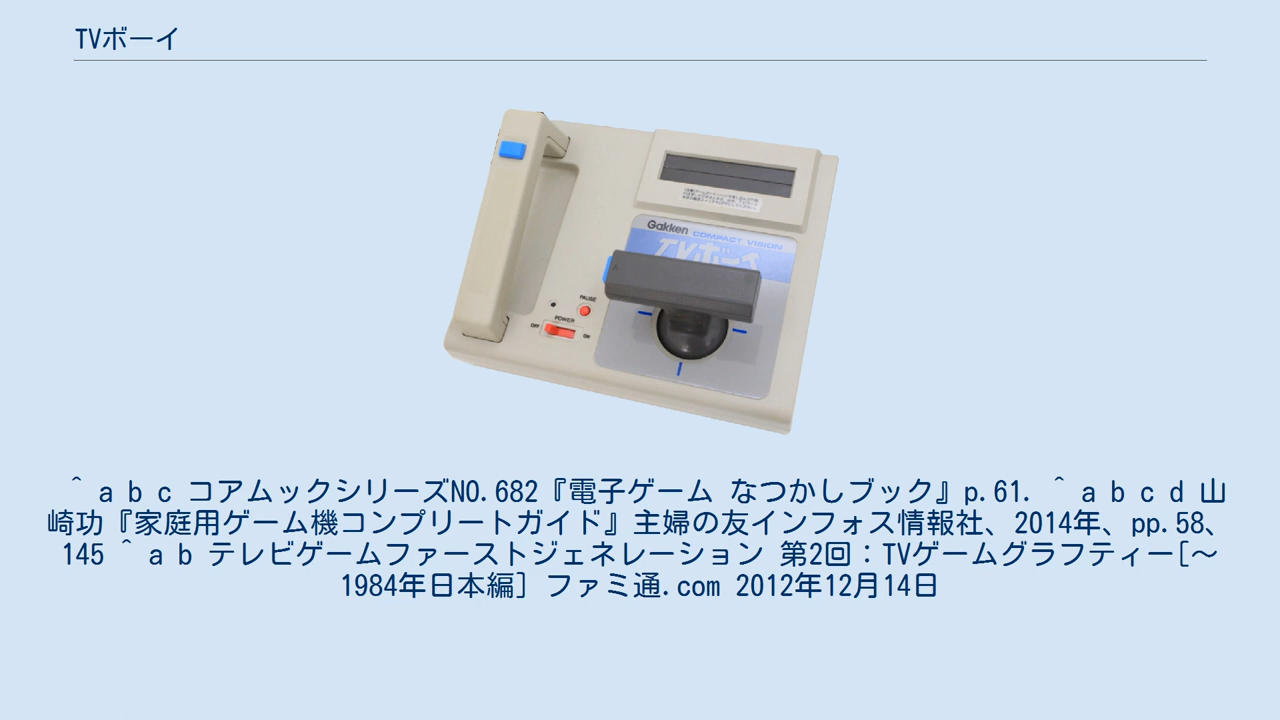 TVボーイ
Gakken COMPACT VISION
TVボーイ
PAUSE
POWER
OFF
ON
^ a b c コアムックシリーズNO.682『電子ゲーム なつかしブック』p.61. ^ a b c d 山
崎功『家庭用ゲーム機コンプリートガイド』主婦の友インフォス情報社、2014年、pp.58、
145 ^ a b テレビゲームファーストジェネレーション 第2回：TVゲームグラフティー[〜
1984年日本編] ファミ通.com 2012年12月14日